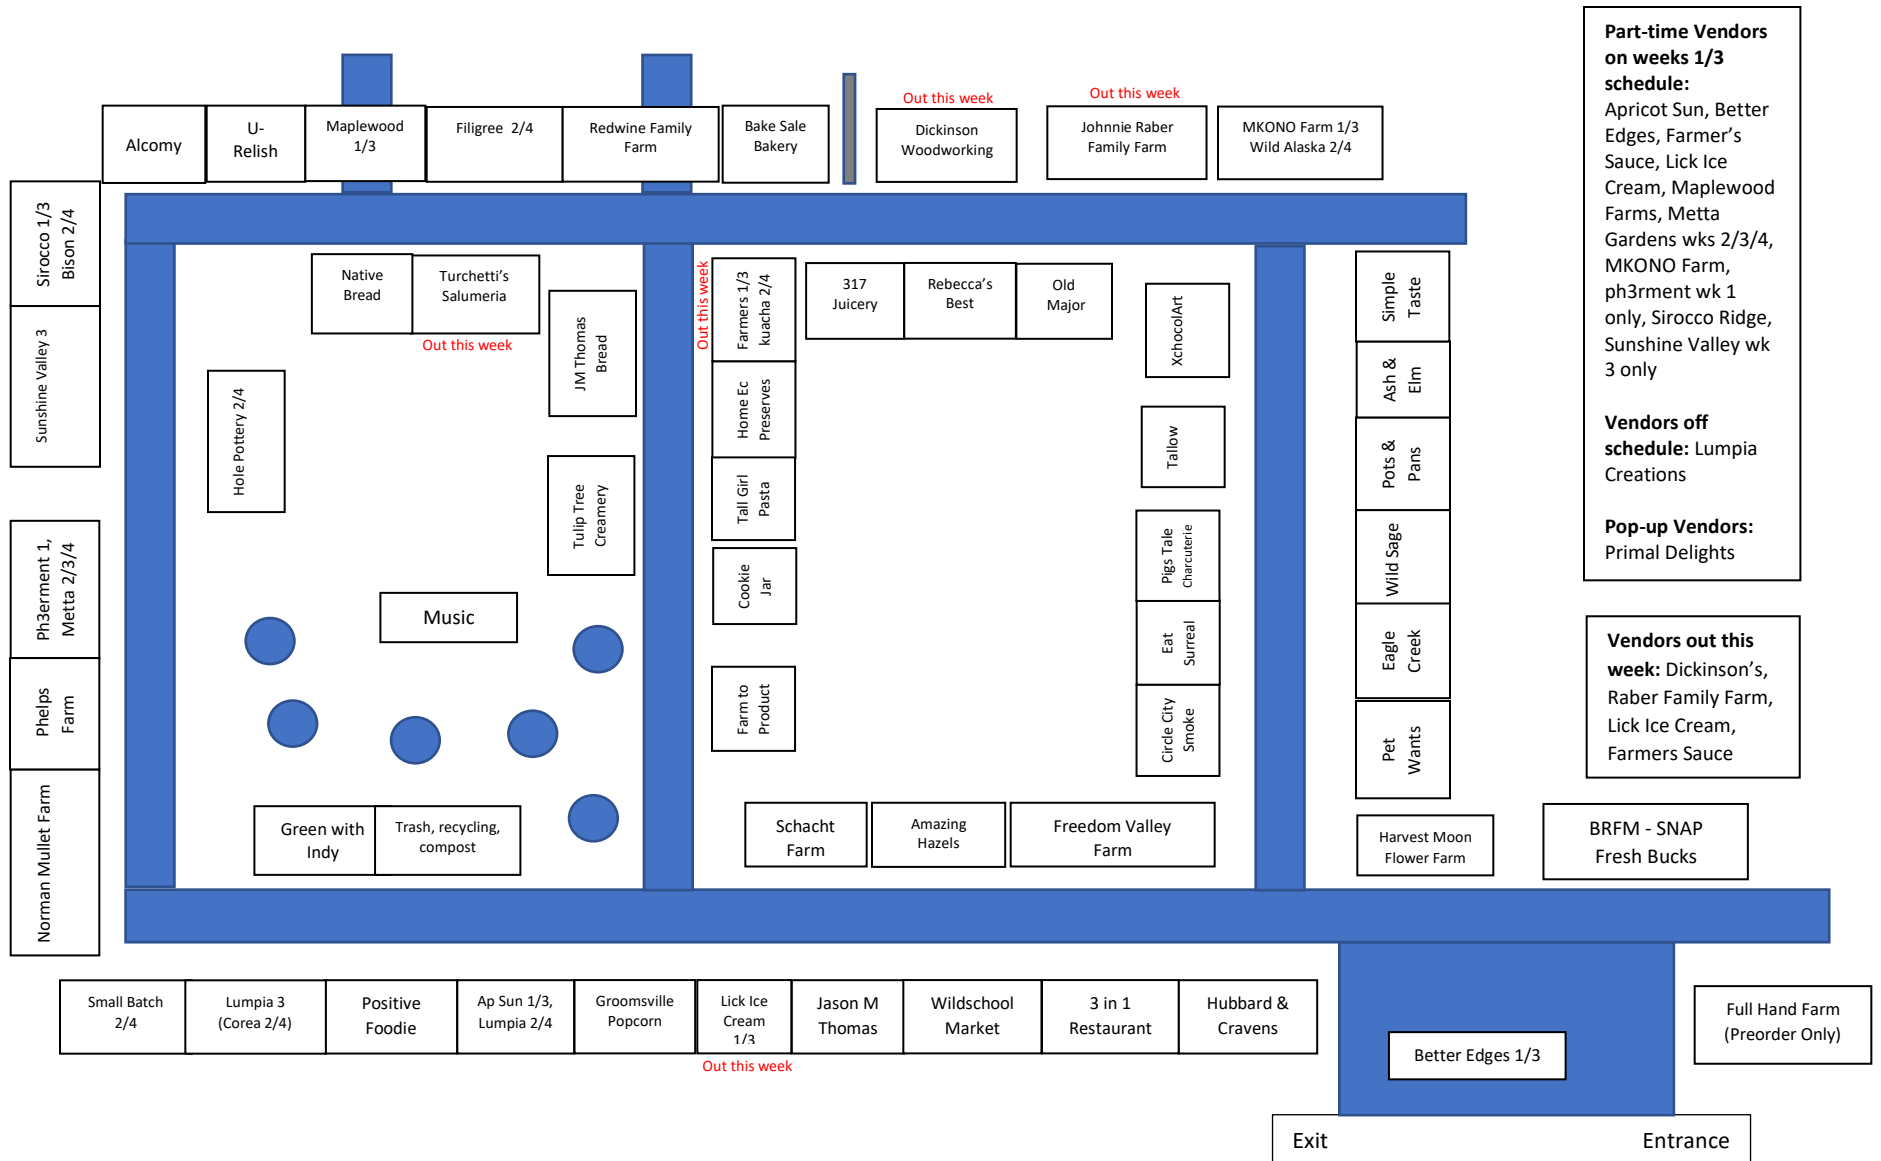 Out this week
Out this week
Alcomy
U-
Relish
Maplewood
1/3
Filigree 2/4
Redwine Family
Farm
Bake Sale
Bakery
Dickinson
Woodworking
Johnnie Raber
Family Farm
MKONO Farm 1/3
Wild Alaska 2/4
Sirocco 1/3
Bison 2/4
Sunshine Valley 3
Ph3erment 1,
Metta 2/3/4
Phelps
Farm
Norman Mullet Farm
Native
Bread
Turchetti’s
Salumeria
Out this week
JM Thomas
Bread
Hole Pottery 2/4
Tulip Tree
Creamery
Music
Green with
Indy
Trash, recycling,
compost
Out this week
Farmers 1/3
kuacha 2/4
Home Ec
Preserves
Tall Girl
Pasta
Cookie
Jar
Farm to
Product
317
Juicery
Rebecca’s
Best
Old
Major
XchocolArt
Tallow
Pigs Tale
Charcuterie
Eat
Surreal
Circle City
Smoke
Schacht
Farm
Amazing
Hazels
Freedom Valley
Farm
Simple
Taste
Ash &
Elm
Pots &
Pans
Wild Sage
Eagle
Creek
Pet
Wants
Harvest Moon
Flower Farm
BRFM - SNAP
Fresh Bucks
Part-time Vendors
on weeks 1/3
schedule:
Apricot Sun, Better
Edges, Farmer’s
Sauce, Lick Ice
Cream, Maplewood
Farms, Metta
Gardens wks 2/3/4,
MKONO Farm,
ph3rment wk 1
only, Sirocco Ridge,
Sunshine Valley wk
3 only
Vendors off
schedule: Lumpia
Creations
Pop-up Vendors:
Primal Delights
Vendors out this
week: Dickinson’s,
Raber Family Farm,
Lick Ice Cream,
Farmers Sauce
Small Batch
2/4
Lumpia 3
(Corea 2/4)
Positive
Foodie
Ap Sun 1/3,
Lumpia 2/4
Groomsville
Popcorn
Lick Ice
Cream
1/3
Out this week
Jason M
Thomas
Wildschool
Market
3 in 1
Restaurant
Hubbard &
Cravens
Better Edges 1/3
Full Hand Farm
(Preorder Only)
Exit
Entrance